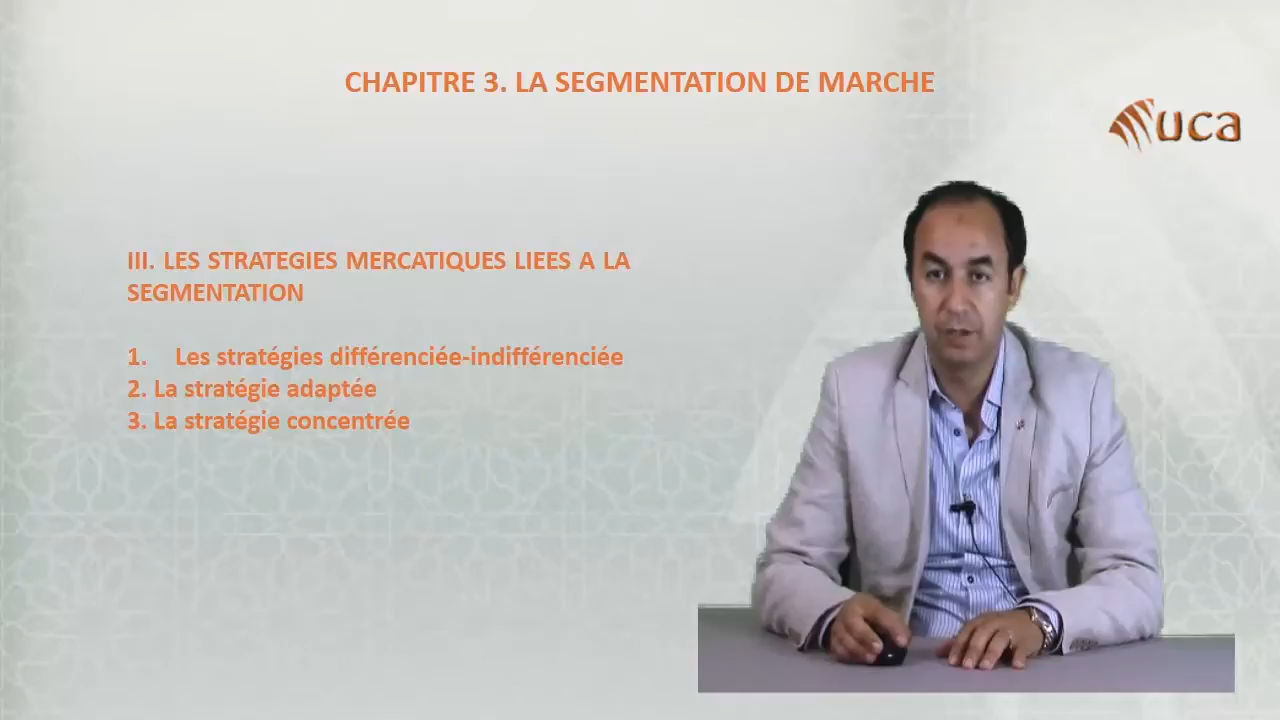 CHAPITRE 3. LA SEGMENTATION DE MARCHE
uca
III. LES STRATEGIES MERCATIQUES LIEES A LA
SEGMENTATION
1. Les stratégies différenciée-indifférenciée
2. La stratégie adaptée
3. La stratégie concentrée